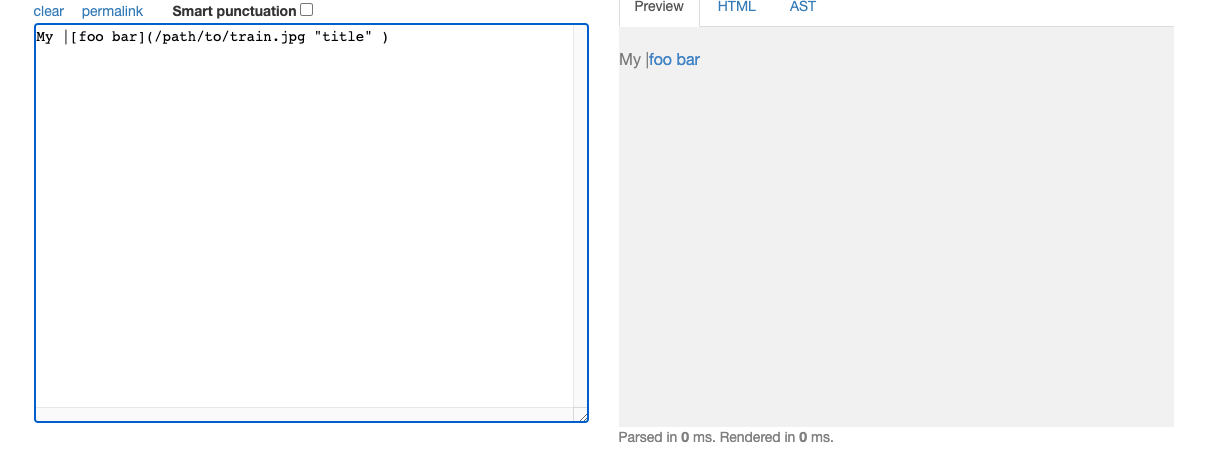 clear permalink Smart punctuation
Preview HTML AST
My |[foo bar](/path/to/train.jpg "title" )
My |foo bar
Parsed in 0 ms. Rendered in 0 ms.